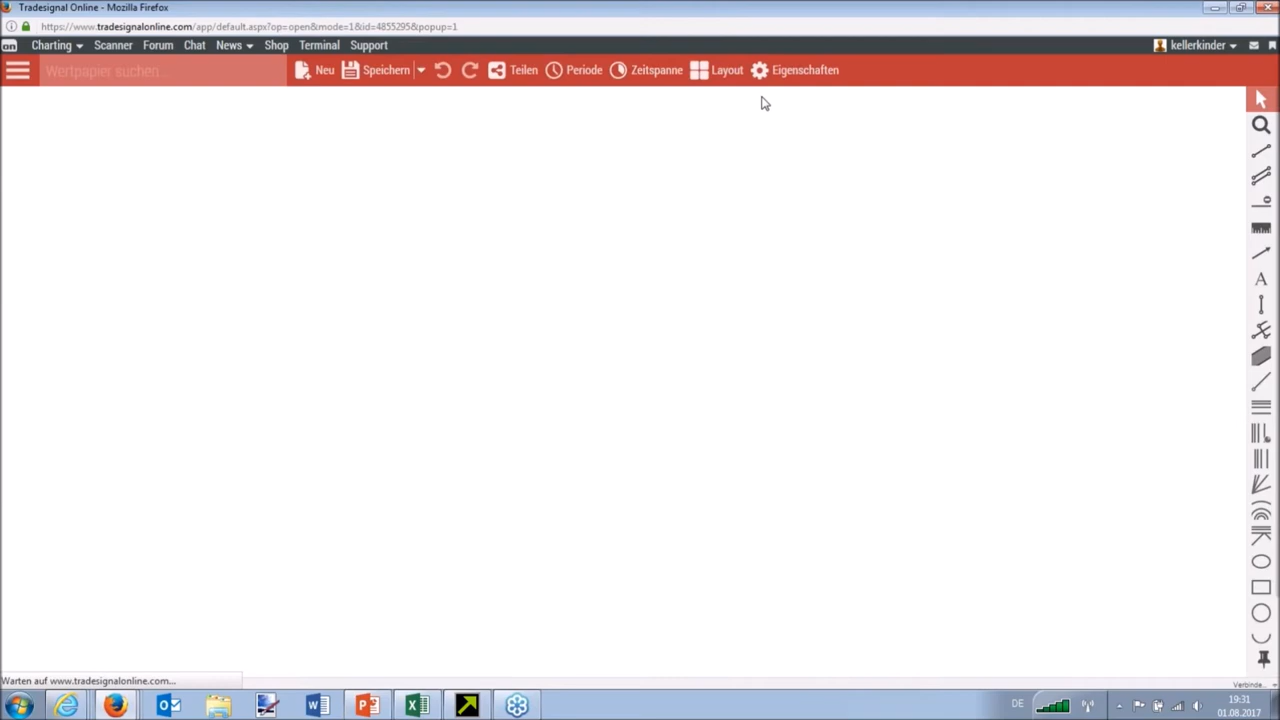 Tradesignal Online - Mozilla Firefox
https://www.tradesignalonline.com/app/default.aspx?op=open&mode=1&id=4855295&popup=1
Charting Scanner Forum Chat News Shop Terminal Support kellerkinder
Wertpapier suchen... Neu Speichern Teilen Periode Zeitspanne Layout Eigenschaften
A
Warten auf www.tradesignalonline.com...
Verbinde...
DE
19:31
01.08.2017